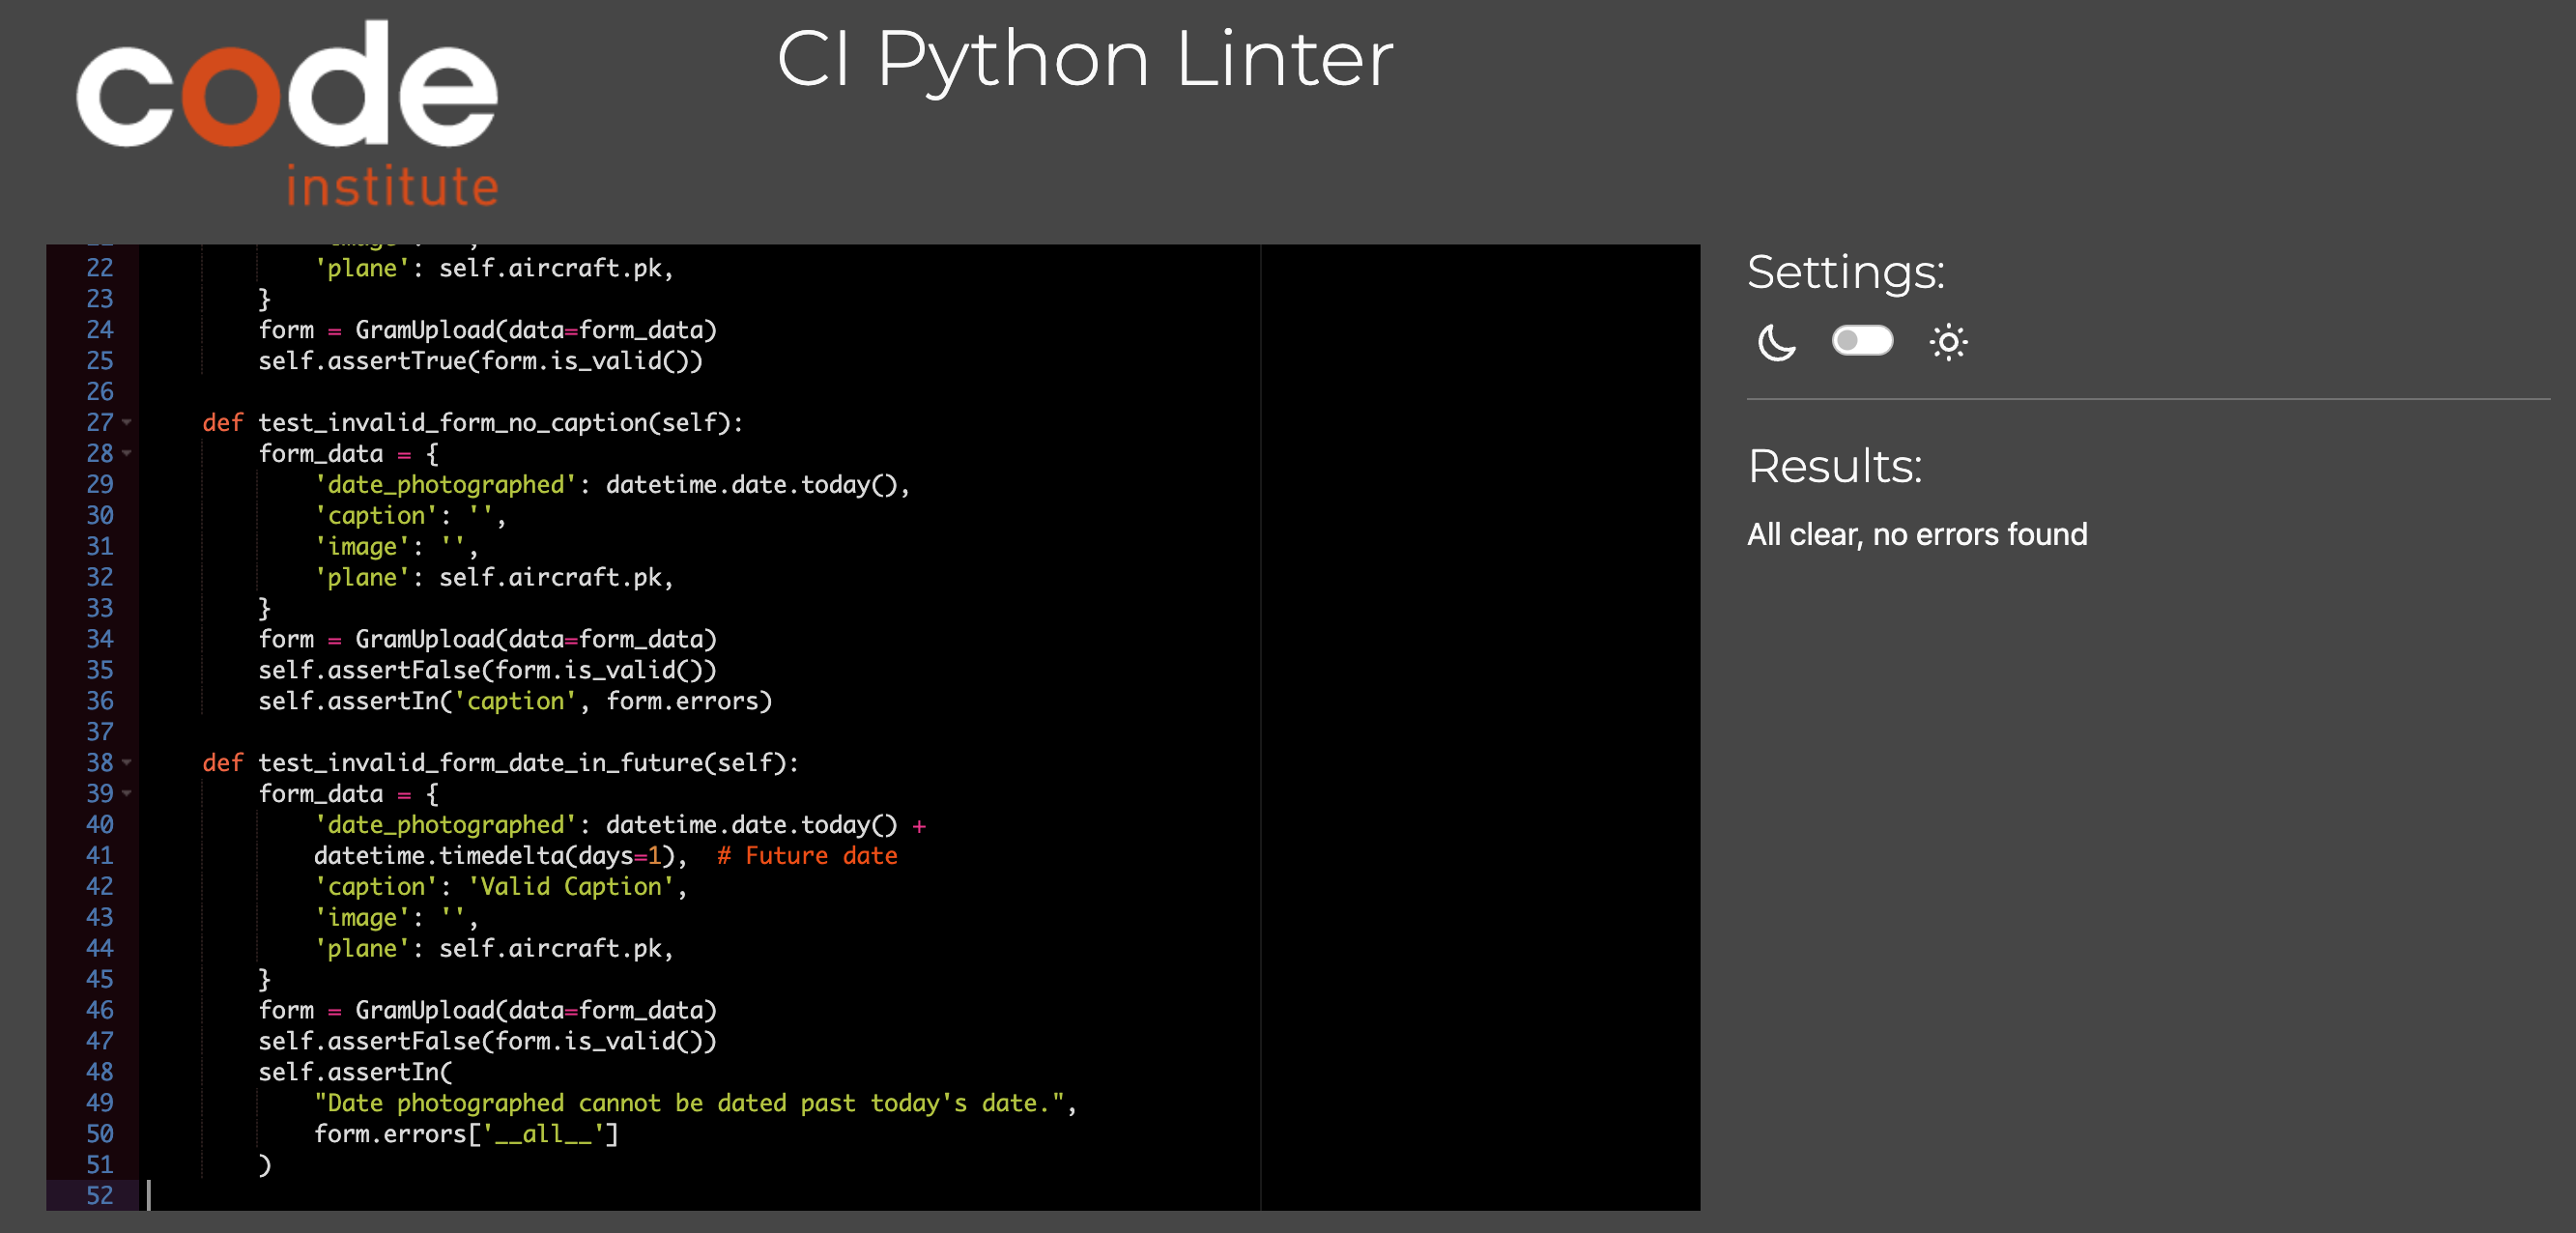 code
institute
CI Python Linter
22 'plane': self.aircraft.pk,
23 }
24 form = GramUpload(data=form_data)
25 self.assertTrue(form.is_valid())
26
27 def test_invalid_form_no_caption(self):
28 form_data = {
29 'date_photographed': datetime.date.today(),
30 'caption': '',
31 'image': '',
32 'plane': self.aircraft.pk,
33 }
34 form = GramUpload(data=form_data)
35 self.assertFalse(form.is_valid())
36 self.assertIn('caption', form.errors)
37
38 def test_invalid_form_date_in_future(self):
39 form_data = {
40 'date_photographed': datetime.date.today() +
41 datetime.timedelta(days=1),  # Future date
42 'caption': 'Valid Caption',
43 'image': '',
44 'plane': self.aircraft.pk,
45 }
46 form = GramUpload(data=form_data)
47 self.assertFalse(form.is_valid())
48 self.assertIn(
49 "Date photographed cannot be dated past today's date.",
50 form.errors['__all__']
51 )
52
Settings:
Results:
All clear, no errors found